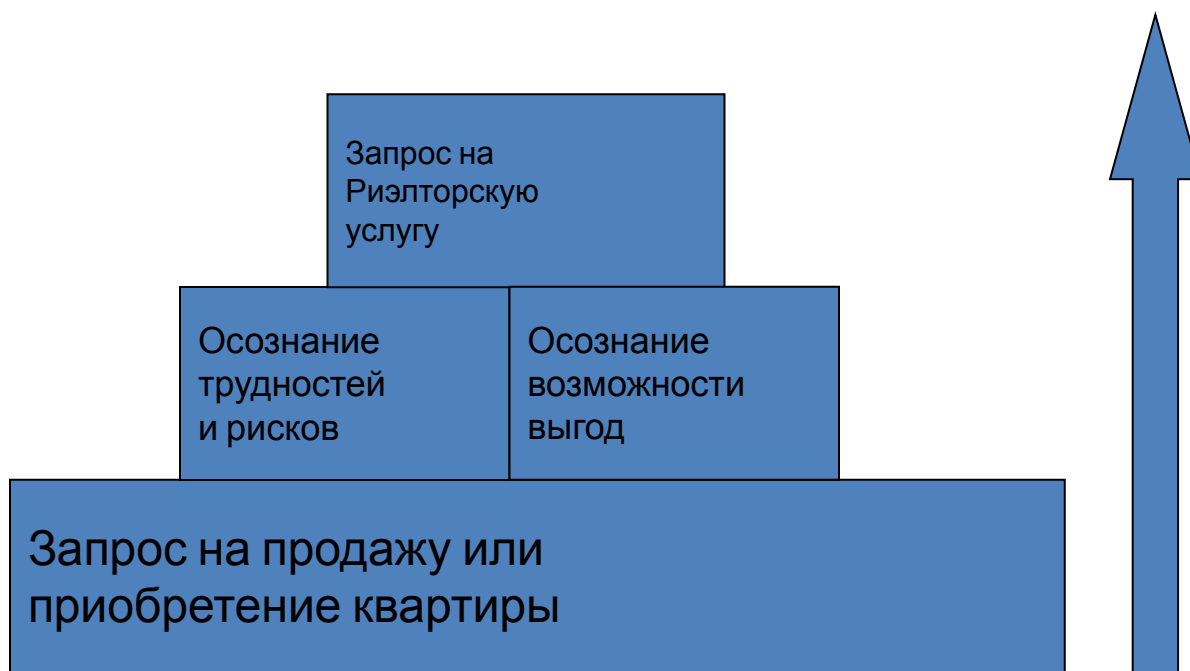 Запрос на
Риэлторскую
услугу
Осознание
трудностей
и рисков
Осознание
возможности
выгод
Запрос на продажу или
приобретение квартиры